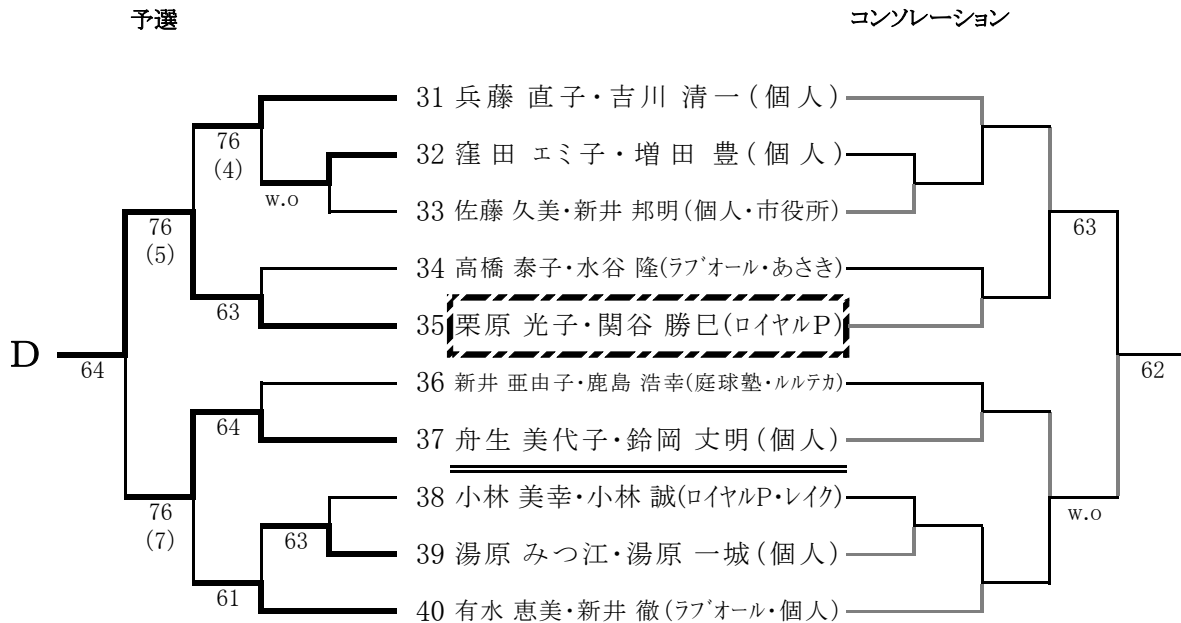 予選
コンソレーション
31 兵藤 直子・吉川 清一(個人)
76
(4)
32 窪田 エミ子・増田 豊(個人)
w.o
33 佐藤 久美・新井 邦明(個人・市役所)
76
(5)
63
34 高橋 泰子・水谷 隆(ラブオール・あさき)
63
35 栗原 光子・関谷 勝巳(ロイヤルP)
D
64
62
36 新井 亜由子・鹿島 浩幸(庭球塾・ルルテカ)
64
37 舟生 美代子・鈴岡 丈明(個人)
38 小林 美幸・小林 誠(ロイヤルP・レイク)
76
(7)
w.o
63
39 湯原 みつ江・湯原 一城(個人)
61
40 有水 恵美・新井 徹(ラブオール・個人)